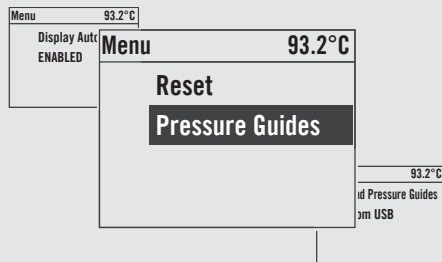 Menu 93.2°C
Display Auto
ENABLED
Menu 93.2°C
Reset
Pressure Guides
93.2°C
Pressure Guides
USB